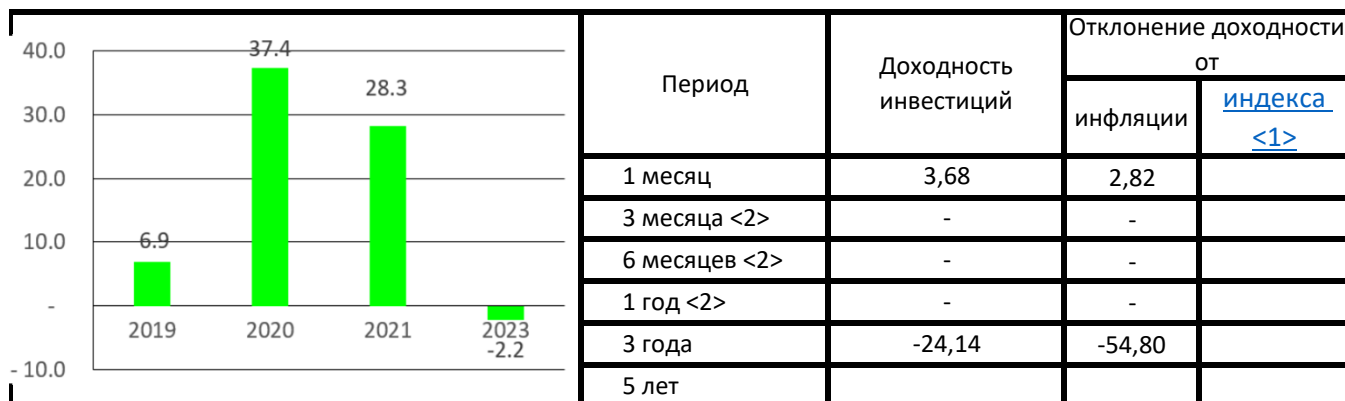 40.0
30.0
20.0
10.0
-
- 10.0
6.9
37.4
28.3
-2.2
2019
2020
2021
2023
Период
Доходность
инвестиций
Отклонение доходности
от
инфляции
индекса
<1>
1 месяц 3,68 2,82
3 месяца <2> - -
6 месяцев <2> - -
1 год <2> - -
3 года -24,14 -54,80
5 лет